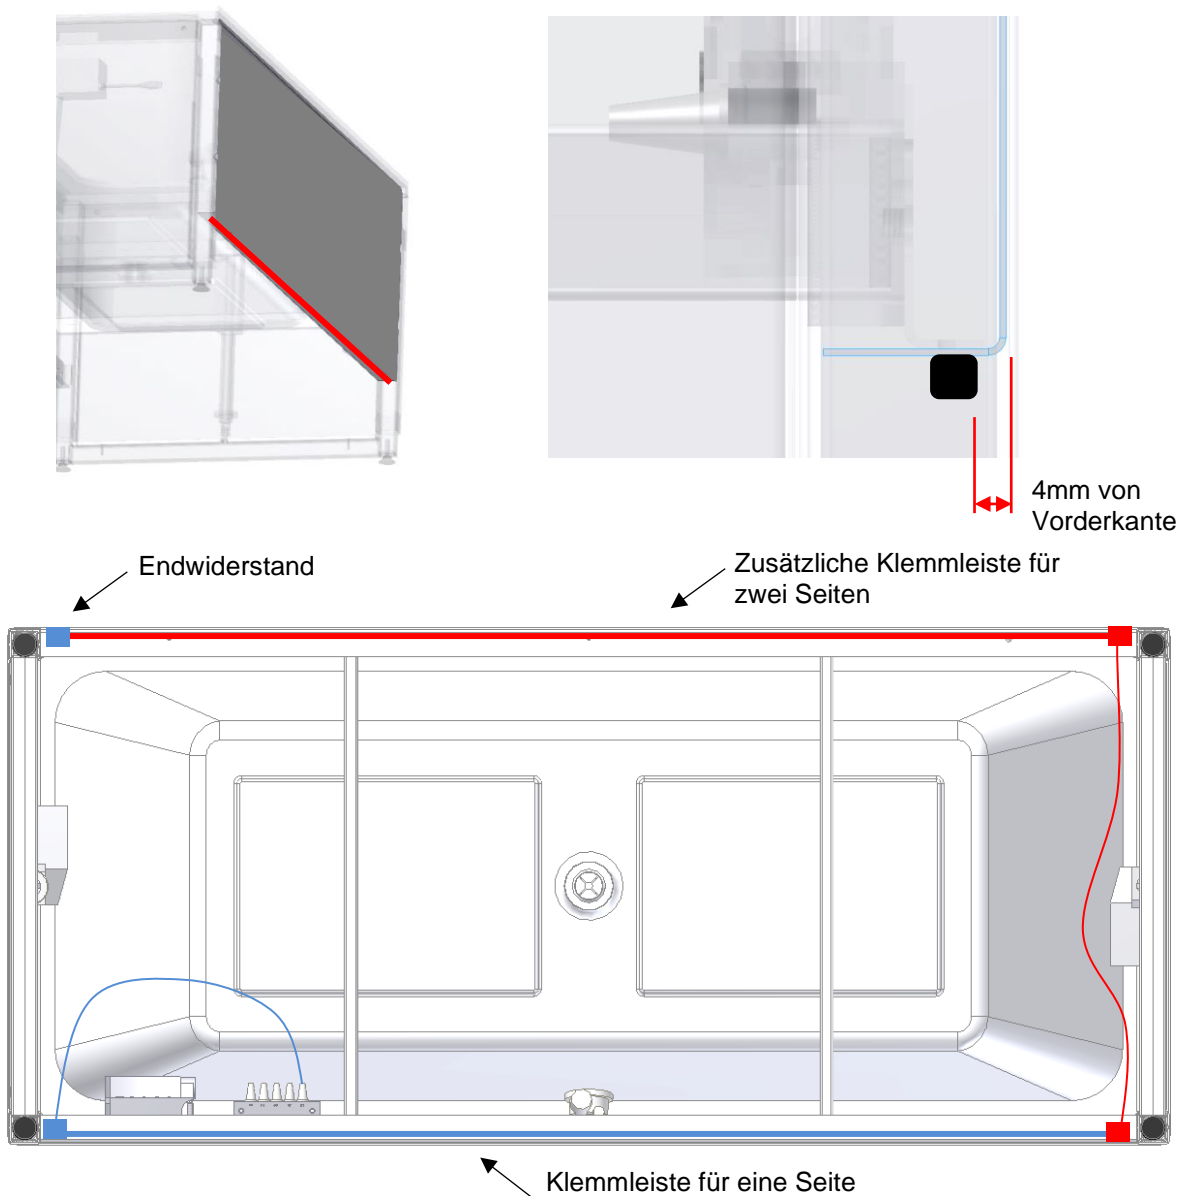 4mm von
Vorderkante
Endwiderstand
Zusätzliche Klemmleiste für
zwei Seiten
Klemmleiste für eine Seite